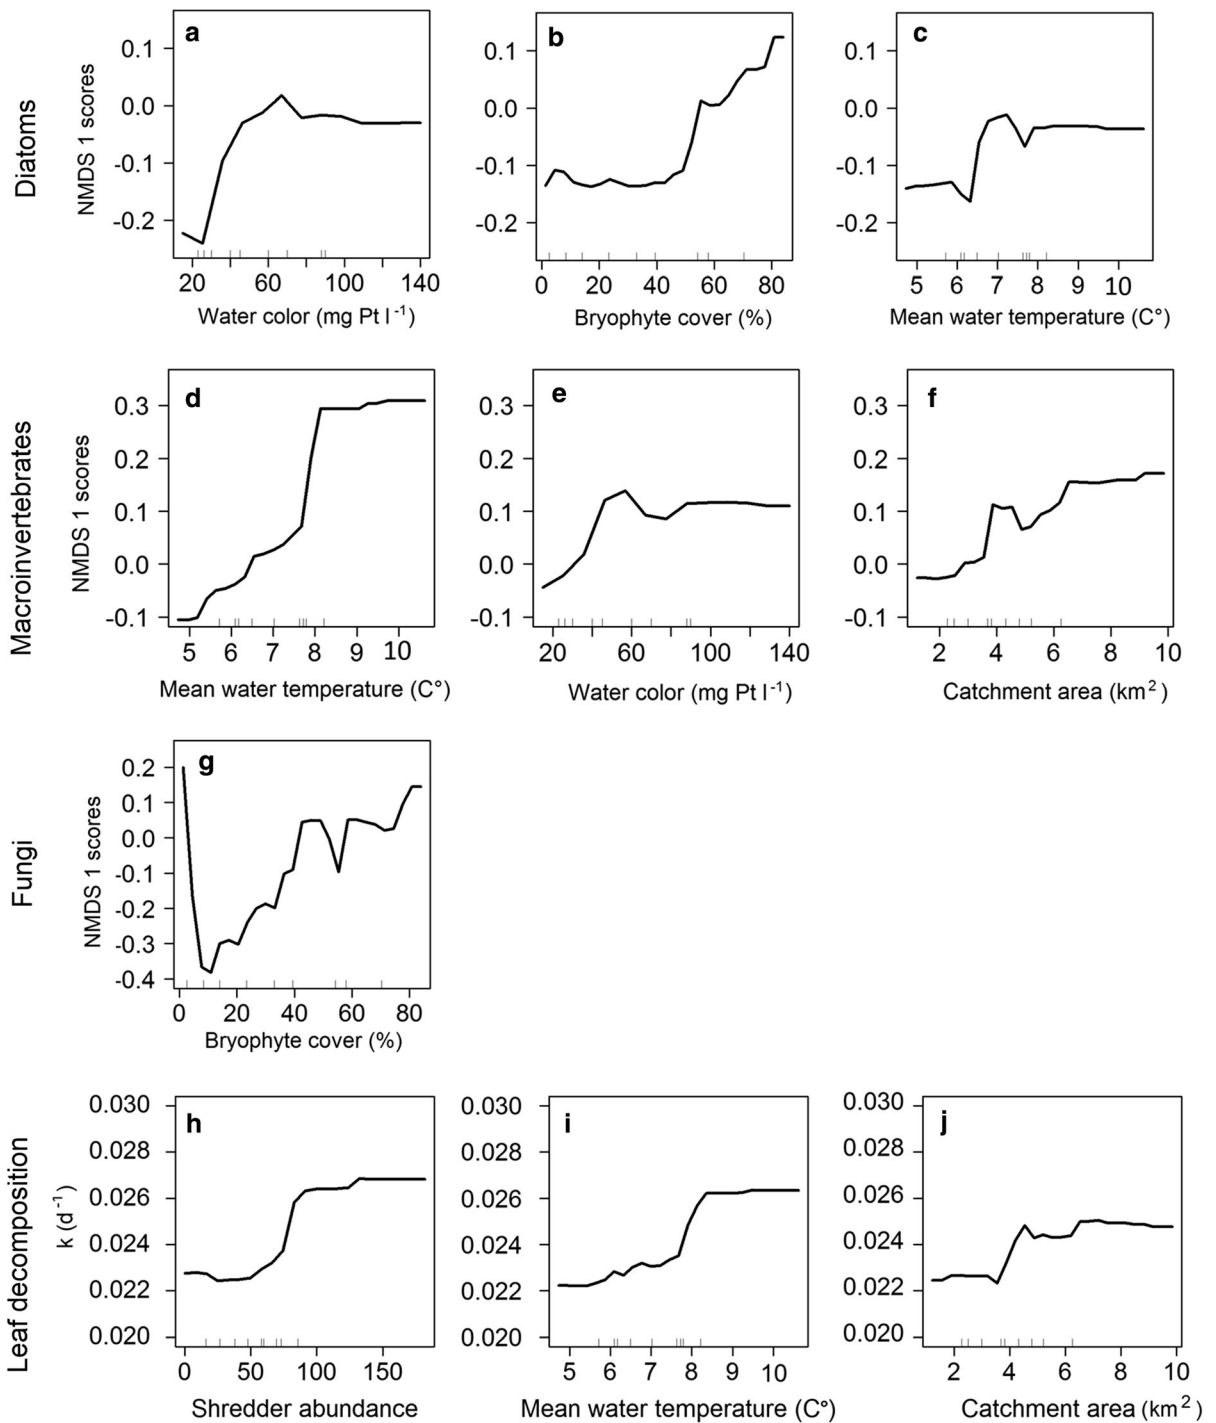 Diatoms
NMDS 1 scores
a
0.1
0.0
-0.1
-0.2
20 60 100 140
Water color (mg Pt l⁻¹)
b
0.1
0.0
-0.1
-0.2
0 20 40 60 80
Bryophyte cover (%)
c
0.1
0.0
-0.1
-0.2
5 6 7 8 9 10
Mean water temperature (C°)
Macroinvertebrates
NMDS 1 scores
d
0.3
0.2
0.1
0.0
-0.1
5 6 7 8 9 10
Mean water temperature (C°)
e
0.3
0.2
0.1
0.0
-0.1
20 60 100 140
Water color (mg Pt l⁻¹)
f
0.3
0.2
0.1
0.0
-0.1
2 4 6 8 10
Catchment area (km²)
Fungi
NMDS 1 scores
g
0.2
0.1
0.0
-0.1
-0.2
-0.3
-0.4
0 20 40 60 80
Bryophyte cover (%)
Leaf decomposition
k (d⁻¹)
h
0.030
0.028
0.026
0.024
0.022
0.020
0 50 100 150
Shredder abundance
i
0.030
0.028
0.026
0.024
0.022
0.020
5 6 7 8 9 10
Mean water temperature (C°)
j
0.030
0.028
0.026
0.024
0.022
0.020
2 4 6 8 10
Catchment area (km²)